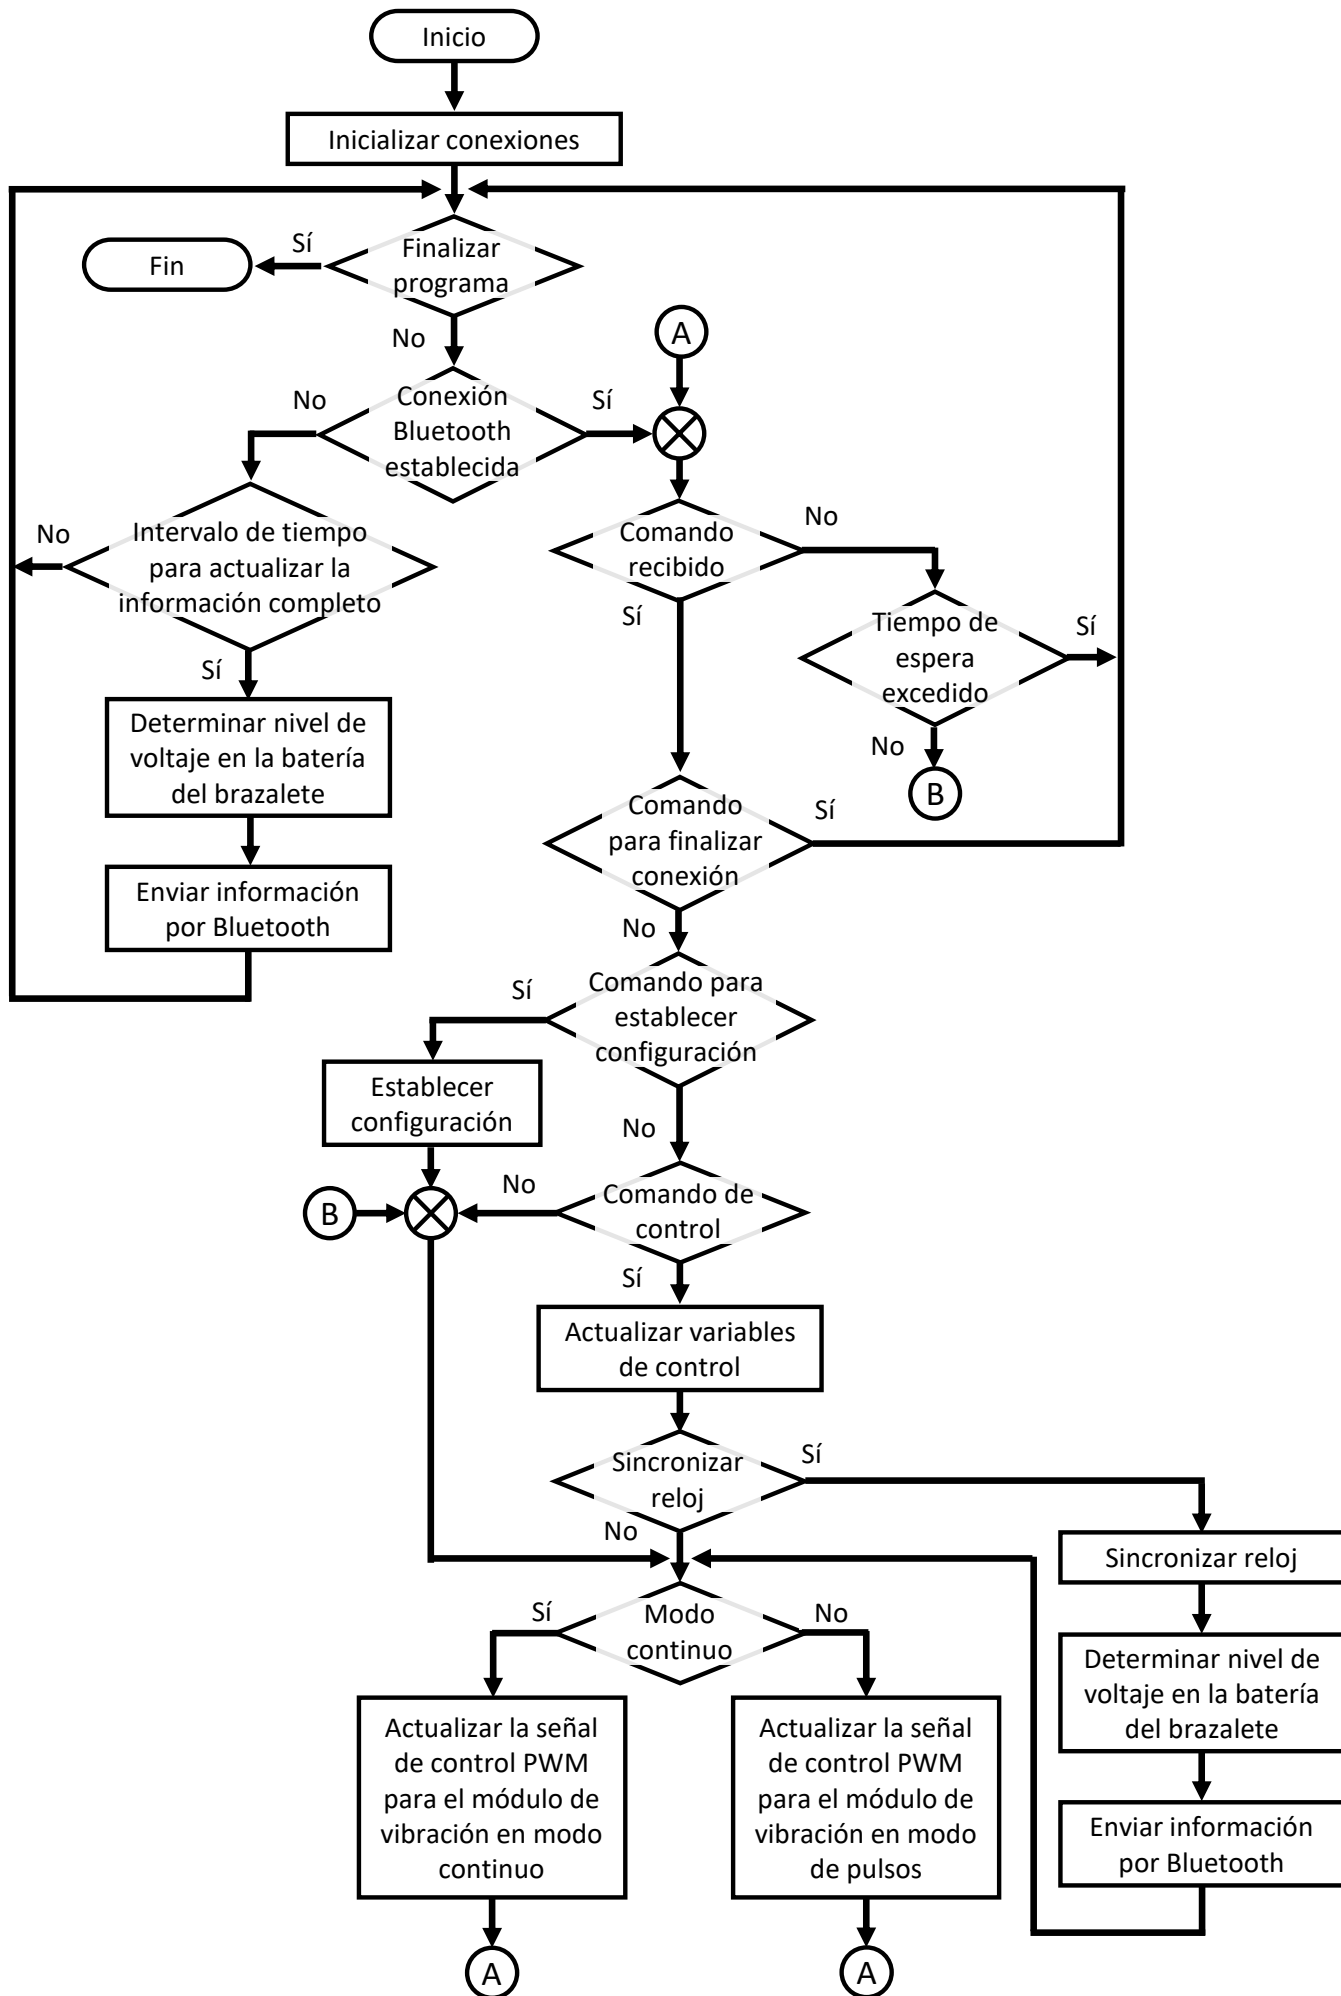 Inicio
Inicializar conexiones
Sí
Fin
Finalizar
programa
No
A
No
Conexión
Bluetooth
establecida
Sí
No
Intervalo de tiempo
para actualizar la
información completo
Sí
Determinar nivel de
voltaje en la batería
del brazalete
Enviar información
por Bluetooth
Comando
recibido
No
Sí
Tiempo de
espera
excedido
Sí
No
B
Comando
para finalizar
conexión
Sí
No
Comando para
establecer
configuración
Sí
Establecer
configuración
No
B
No
Comando de
control
Sí
Actualizar variables
de control
Sincronizar
reloj
Sí
No
Sincronizar reloj
Determinar nivel de
voltaje en la batería
del brazalete
Enviar información
por Bluetooth
Sí
Modo
continuo
No
Actualizar la señal
de control PWM
para el módulo de
vibración en modo
continuo
Actualizar la señal
de control PWM
para el módulo de
vibración en modo
de pulsos
A
A